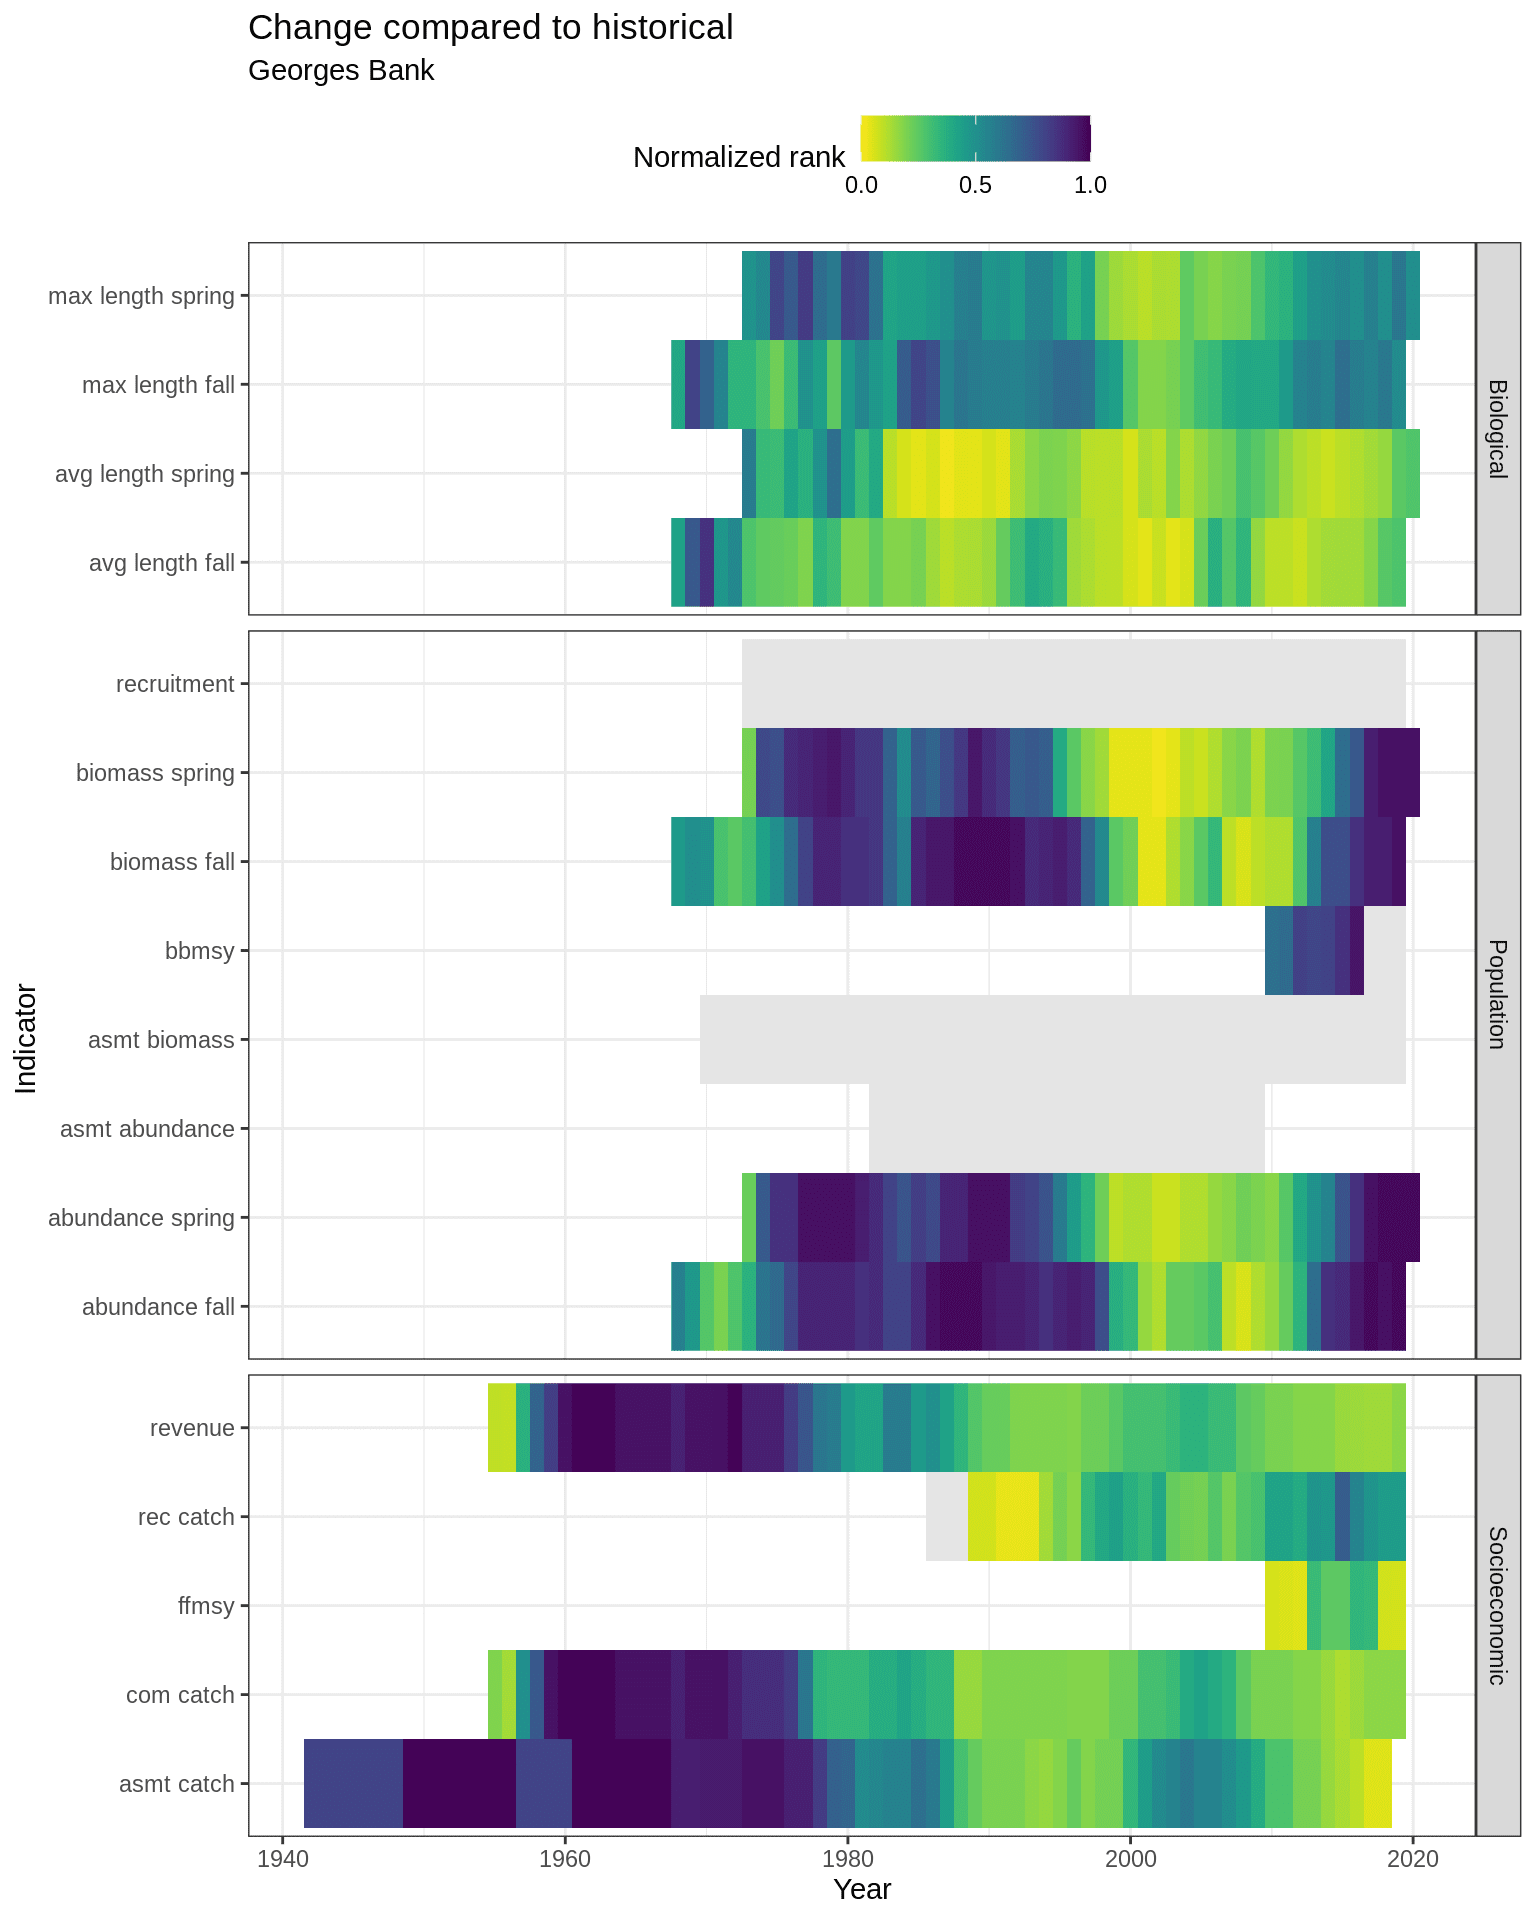 Change compared to historical
Georges Bank
Normalized rank
0.0 0.5 1.0
max length spring
max length fall
avg length spring
avg length fall
Biological
recruitment
biomass spring
biomass fall
bbmsy
asmt biomass
asmt abundance
abundance spring
abundance fall
Population
revenue
rec catch
ffmsy
com catch
asmt catch
Socioeconomic
Indicator
1940 1960 1980 2000 2020
Year